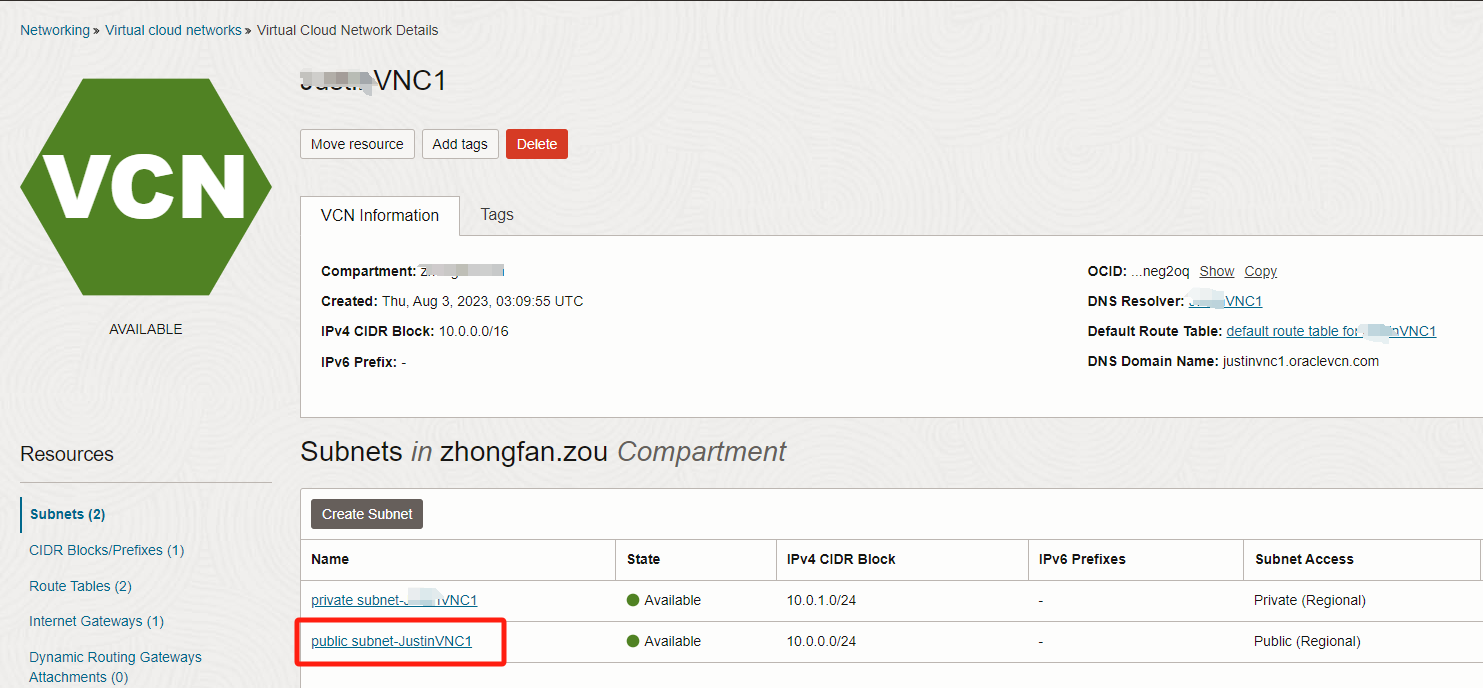 Networking » Virtual cloud networks » Virtual Cloud Network Details
VCN
AVAILABLE
VNC1
Move resource Add tags Delete
VCN Information Tags
Compartment:
Created: Thu, Aug 3, 2023, 03:09:55 UTC
IPv4 CIDR Block: 10.0.0.0/16
IPv6 Prefix: -
OCID: ...neg2oq Show Copy
DNS Resolver: VNC1
Default Route Table: default route table for VNC1
DNS Domain Name: justinvnc1.oraclevcn.com
Resources
Subnets (2)
CIDR Blocks/Prefixes (1)
Route Tables (2)
Internet Gateways (1)
Dynamic Routing Gateways
Attachments (0)
Subnets in zhongfan.zou Compartment
Create Subnet
Name State IPv4 CIDR Block IPv6 Prefixes Subnet Access
private subnet- VNC1 Available 10.0.1.0/24 - Private (Regional)
public subnet-JustinVNC1 Available 10.0.0.0/24 - Public (Regional)